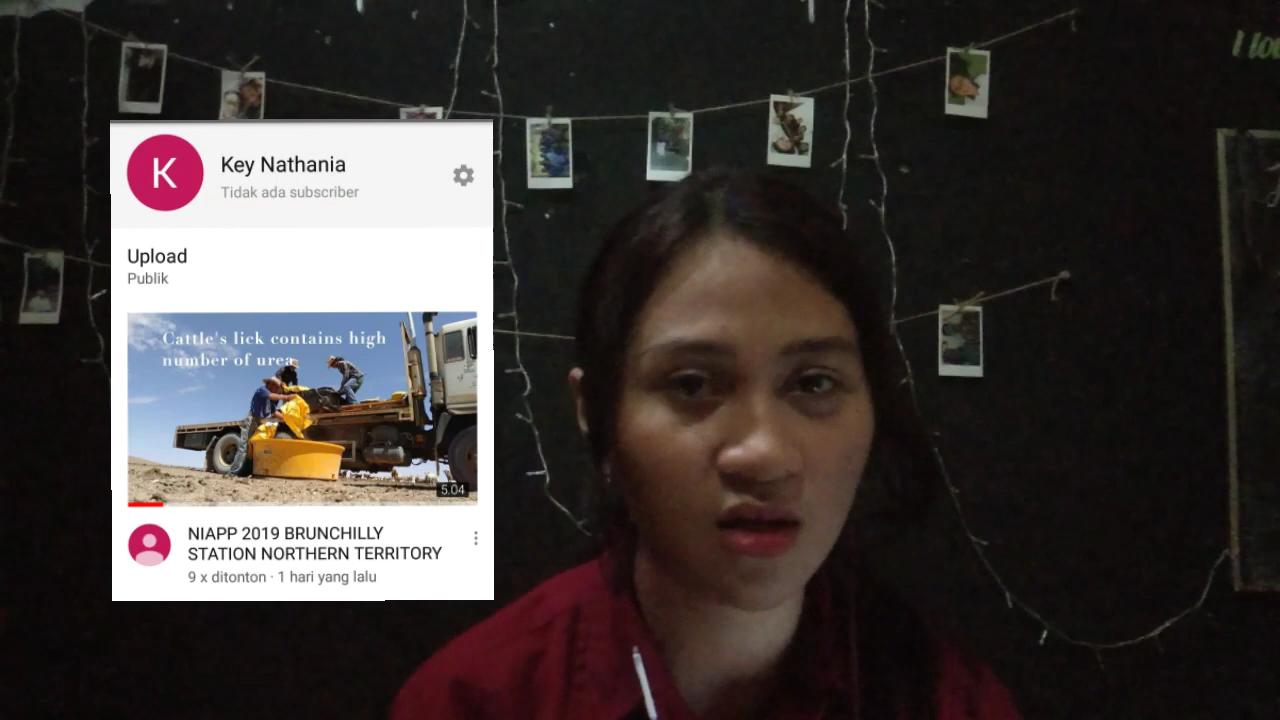 K
Key Nathania
Tidak ada subscriber
Upload
Publik
Cattle's lick contains high
number of urea
5.04
NIAPP 2019 BRUNCHILLY
STATION NORTHERN TERRITORY
9 x ditonton · 1 hari yang lalu
I